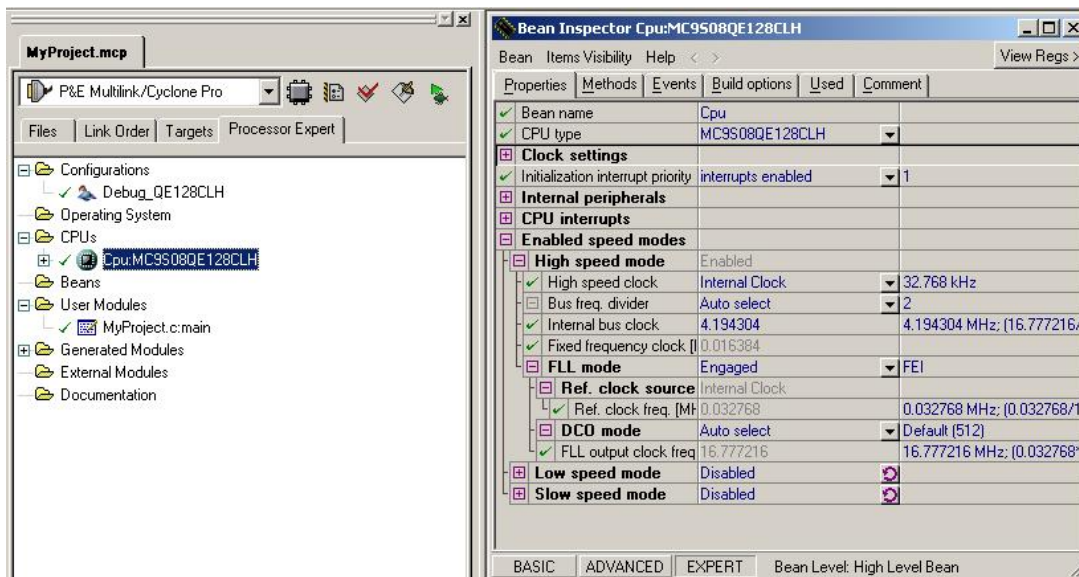 MyProject.mcp
P&E Multilink/Cyclone Pro
Files Link Order Targets Processor Expert
Configurations
Debug_QE128CLH
Operating System
CPUs
Cpu:MC9S08QE128CLH
Beans
User Modules
MyProject.c:main
Generated Modules
External Modules
Documentation
Bean Inspector Cpu:MC9S08QE128CLH
Bean Items Visibility Help < > View Regs >
Properties Methods Events Build options Used Comment
Bean name Cpu
CPU type MC9S08QE128CLH
Clock settings
Initialization interrupt priority interrupts enabled 1
Internal peripherals
CPU interrupts
Enabled speed modes
High speed mode Enabled
High speed clock Internal Clock 32.768 kHz
Bus freq. divider Auto select 2
Internal bus clock 4.194304 4.194304 MHz; (16.777216/
Fixed frequency clock [ 0.016384
FLL mode Engaged FEI
Ref. clock source Internal Clock
Ref. clock freq. [MH 0.032768 0.032768 MHz; (0.032768/1
DCO mode Auto select Default (512)
FLL output clock freq 16.777216 16.777216 MHz; (0.032768*
Low speed mode Disabled
Slow speed mode Disabled
BASIC ADVANCED EXPERT Bean Level: High Level Bean